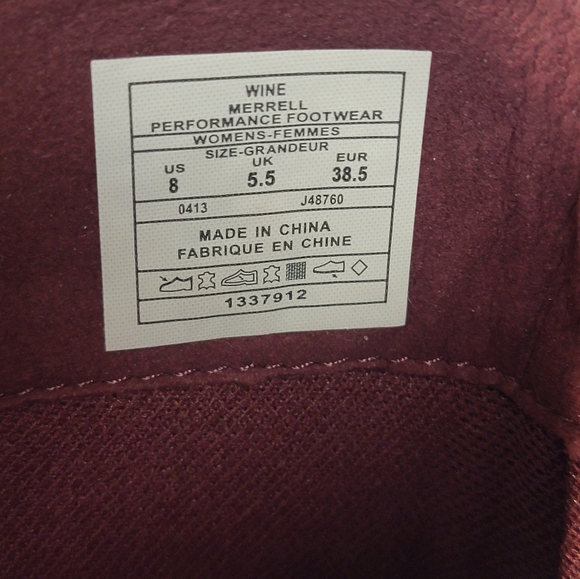 WINE
MERRELL
PERFORMANCE FOOTWEAR
WOMENS-FEMMES
SIZE-GRANDEUR
US UK EUR
8 5.5 38.5
0413 J48760
MADE IN CHINA
FABRIQUE EN CHINE
1337912